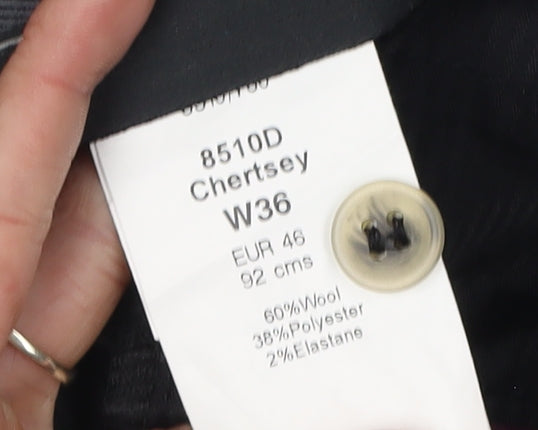 8510D
Chertsey
W36
EUR 46
92 cms
60%Wool
38%Polyester
2%Elastane